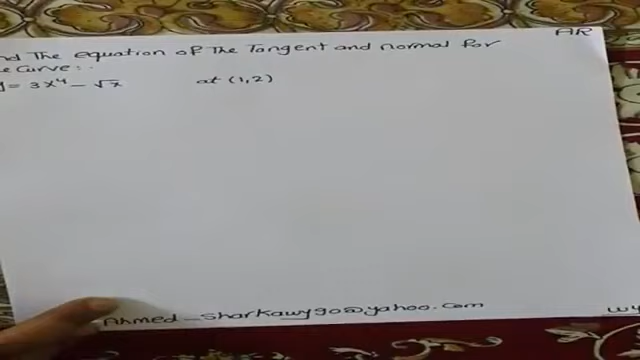 AR
nd The equation of The Tangent and normal for
e Curve:-
y = 3x⁴ - √x at (1,2)
Ahmed_sharkawy90@yahoo.com